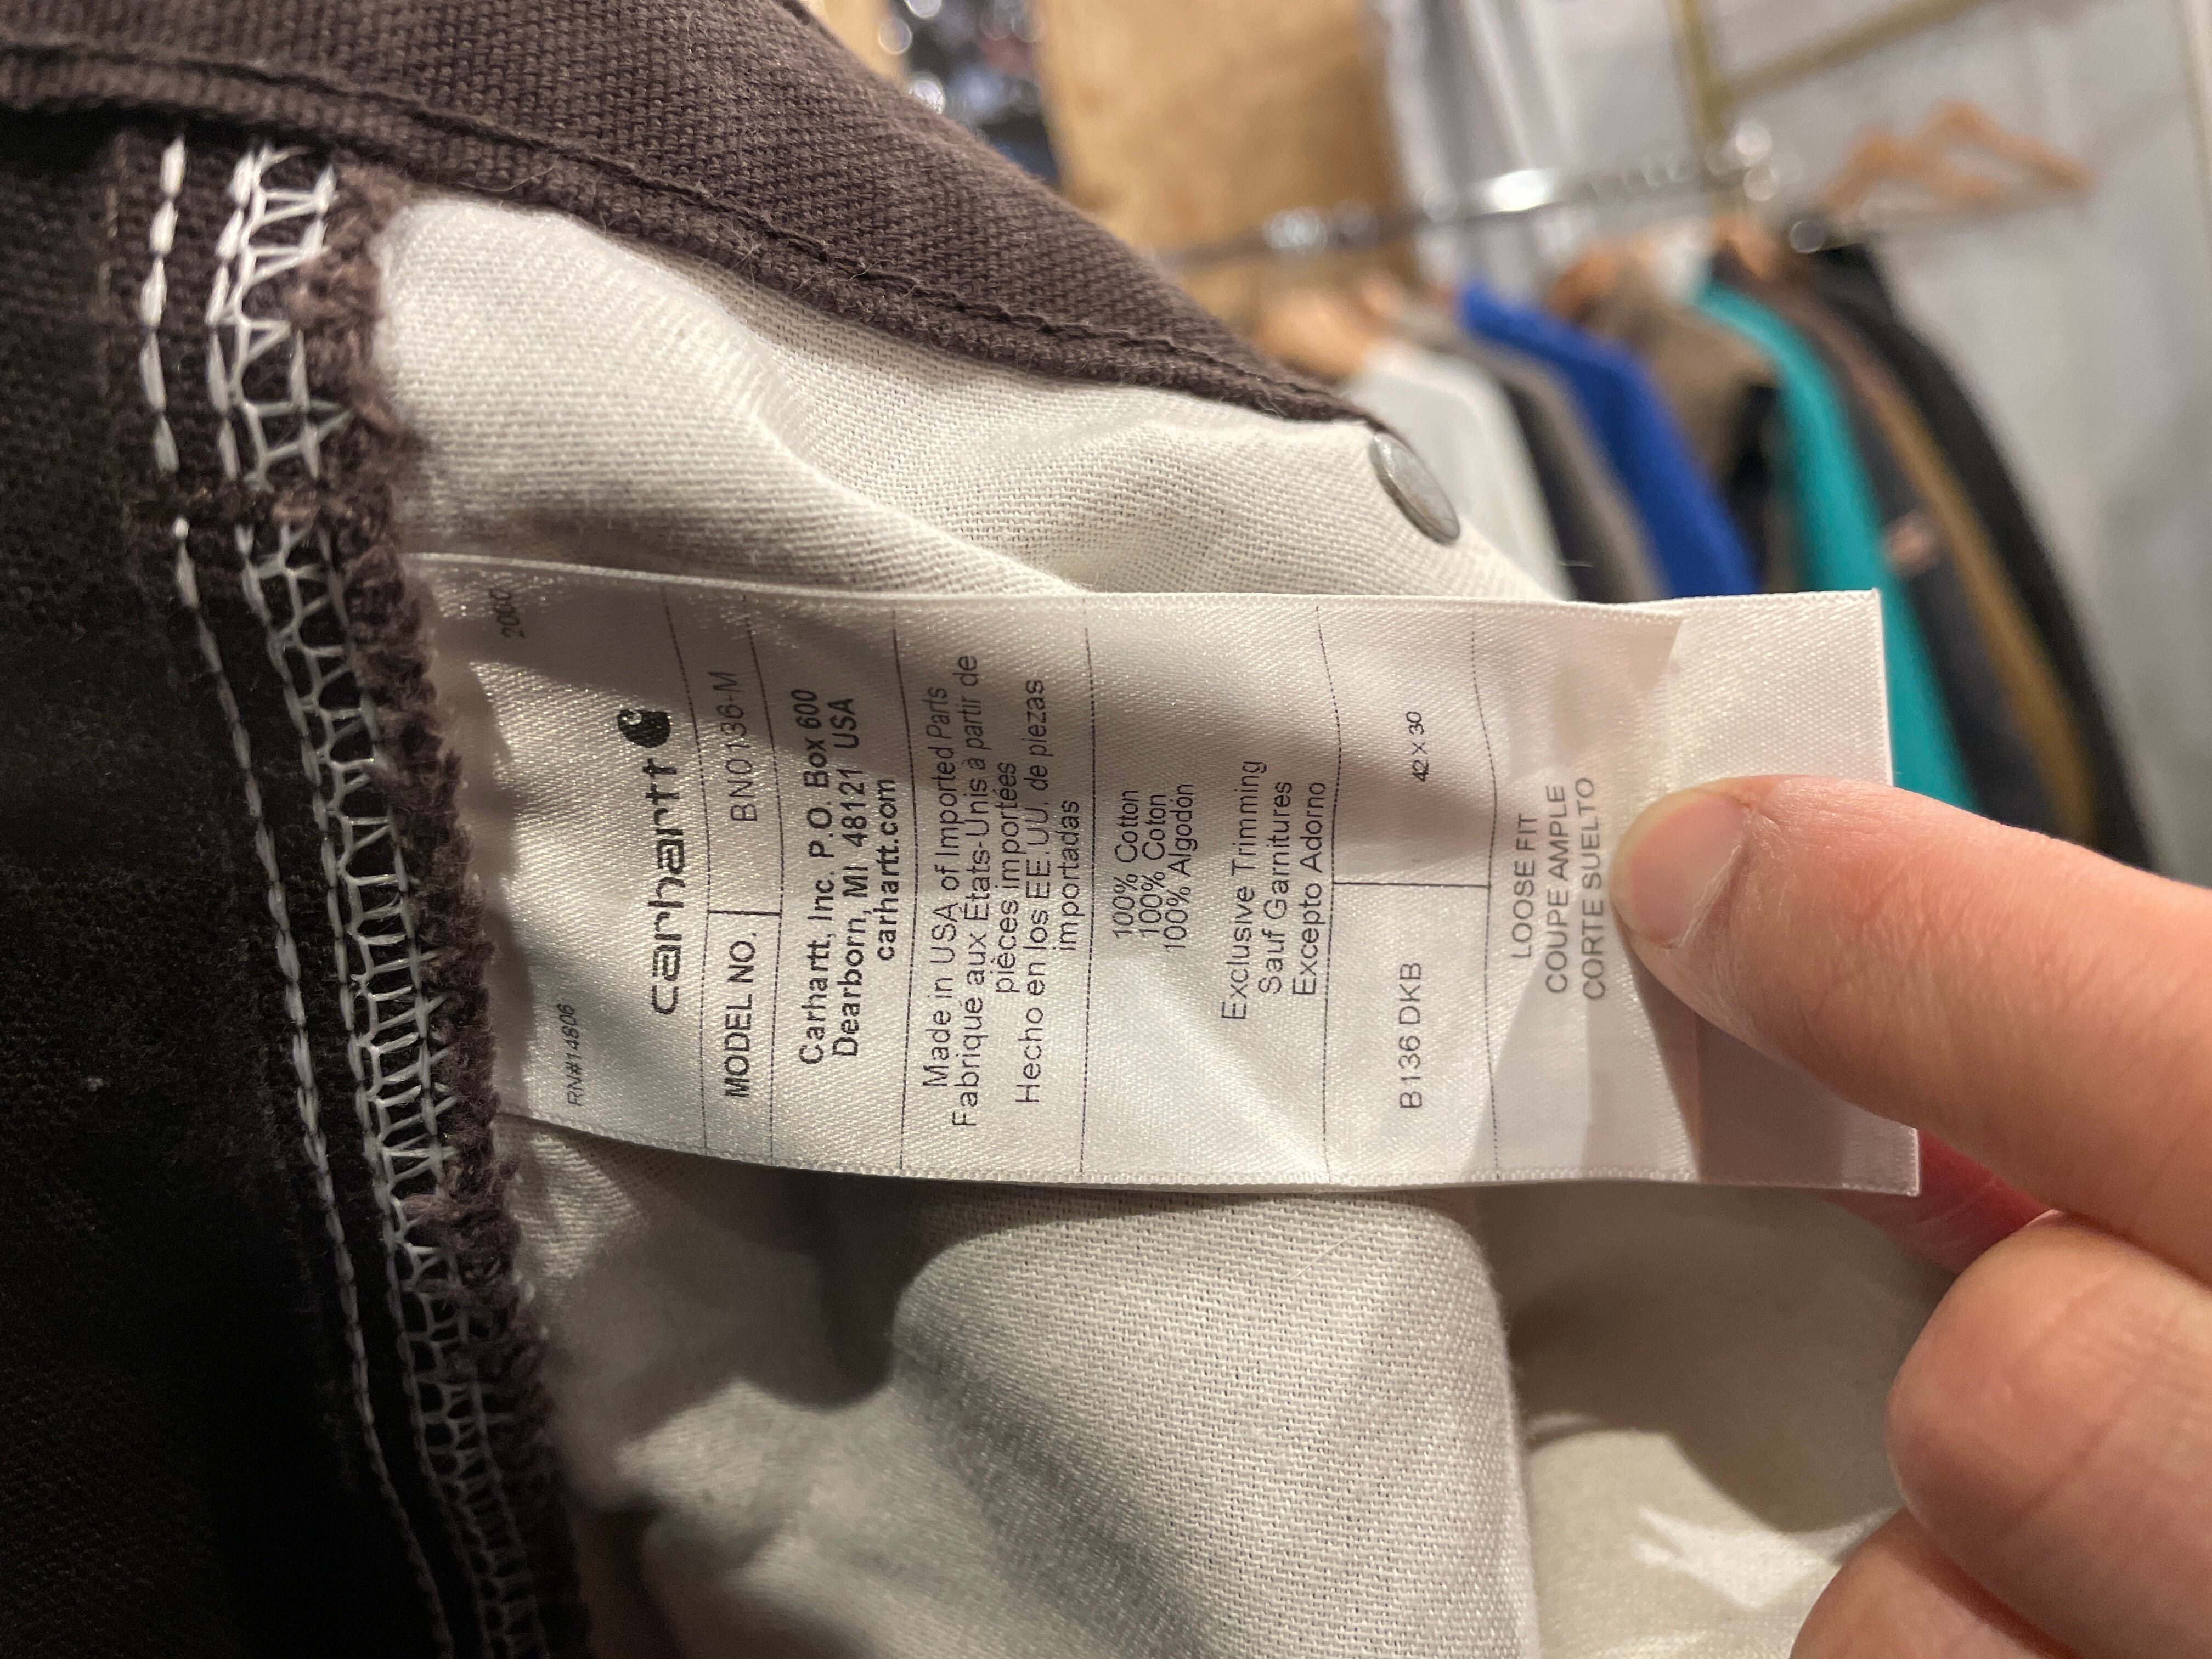 RN#14806
carhartt
MODEL NO. BN0136-M
Carhartt, Inc. P.O. Box 600
Dearborn, MI 48121 USA
carhartt.com
Made in USA of Imported Parts
Fabriqué aux États-Unis à partir de
pièces importées
Hecho en los EE.UU. de piezas
importadas
100% Cotton
100% Coton
100% Algodón
Exclusive Trimming
Sauf Garnitures
Excepto Adorno
B136 DKB 42 x 30
LOOSE FIT
COUPE AMPLE
CORTE SUELTO